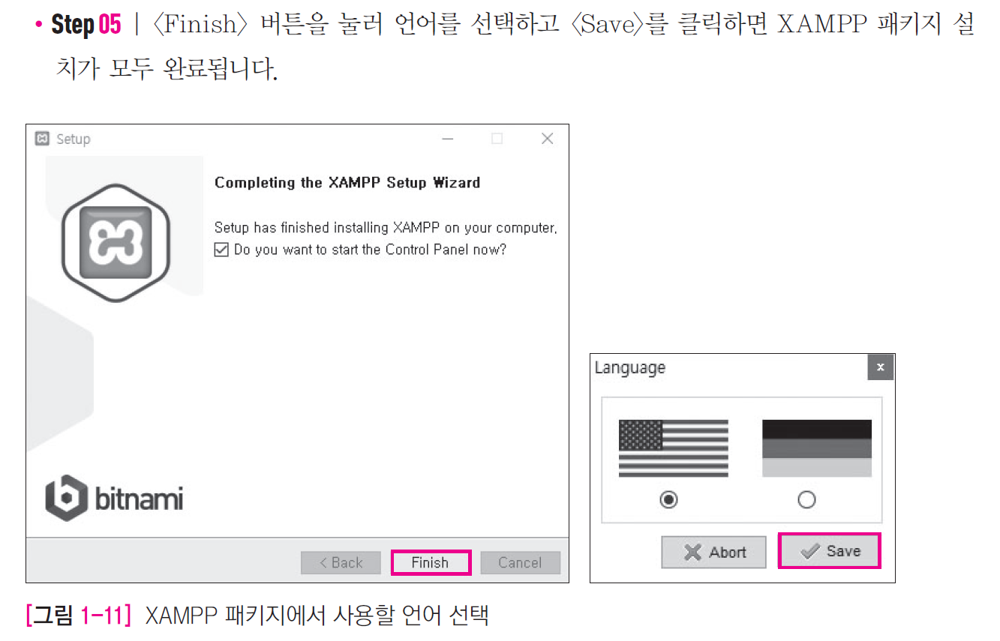 • Step 05 | 〈Finish〉 버튼을 눌러 언어를 선택하고 〈Save〉를 클릭하면 XAMPP 패키지 설
치가 모두 완료됩니다.
Setup
Completing the XAMPP Setup Wizard
Setup has finished installing XAMPP on your computer.
Do you want to start the Control Panel now?
bitnami
< Back Finish Cancel
Language x
Abort Save
[그림 1-11] XAMPP 패키지에서 사용할 언어 선택